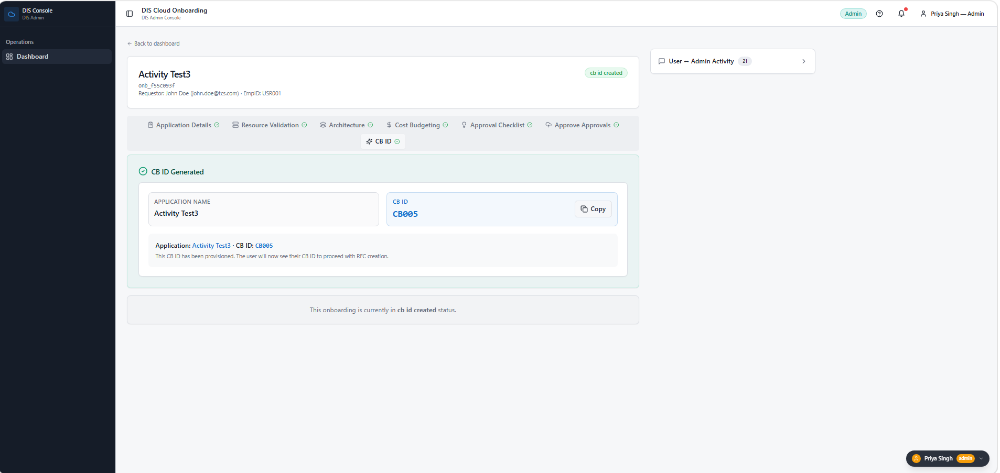 DIS Console
DIS Admin
Operations
Dashboard
DIS Cloud Onboarding
DIS Admin Console
Admin
Priya Singh — Admin
← Back to dashboard
Activity Test3
onb_f55c093f
Requestor: John Doe (john.doe@tcs.com) · EmpID: USR001
cb id created
User ↔ Admin Activity 21
Application Details
Resource Validation
Architecture
Cost Budgeting
Approval Checklist
Approve Approvals
CB ID
CB ID Generated
APPLICATION NAME
Activity Test3
CB ID
CB005
Copy
Application: Activity Test3 · CB ID: CB005
This CB ID has been provisioned. The user will now see their CB ID to proceed with RFC creation.
This onboarding is currently in cb id created status.
Priya Singh admin